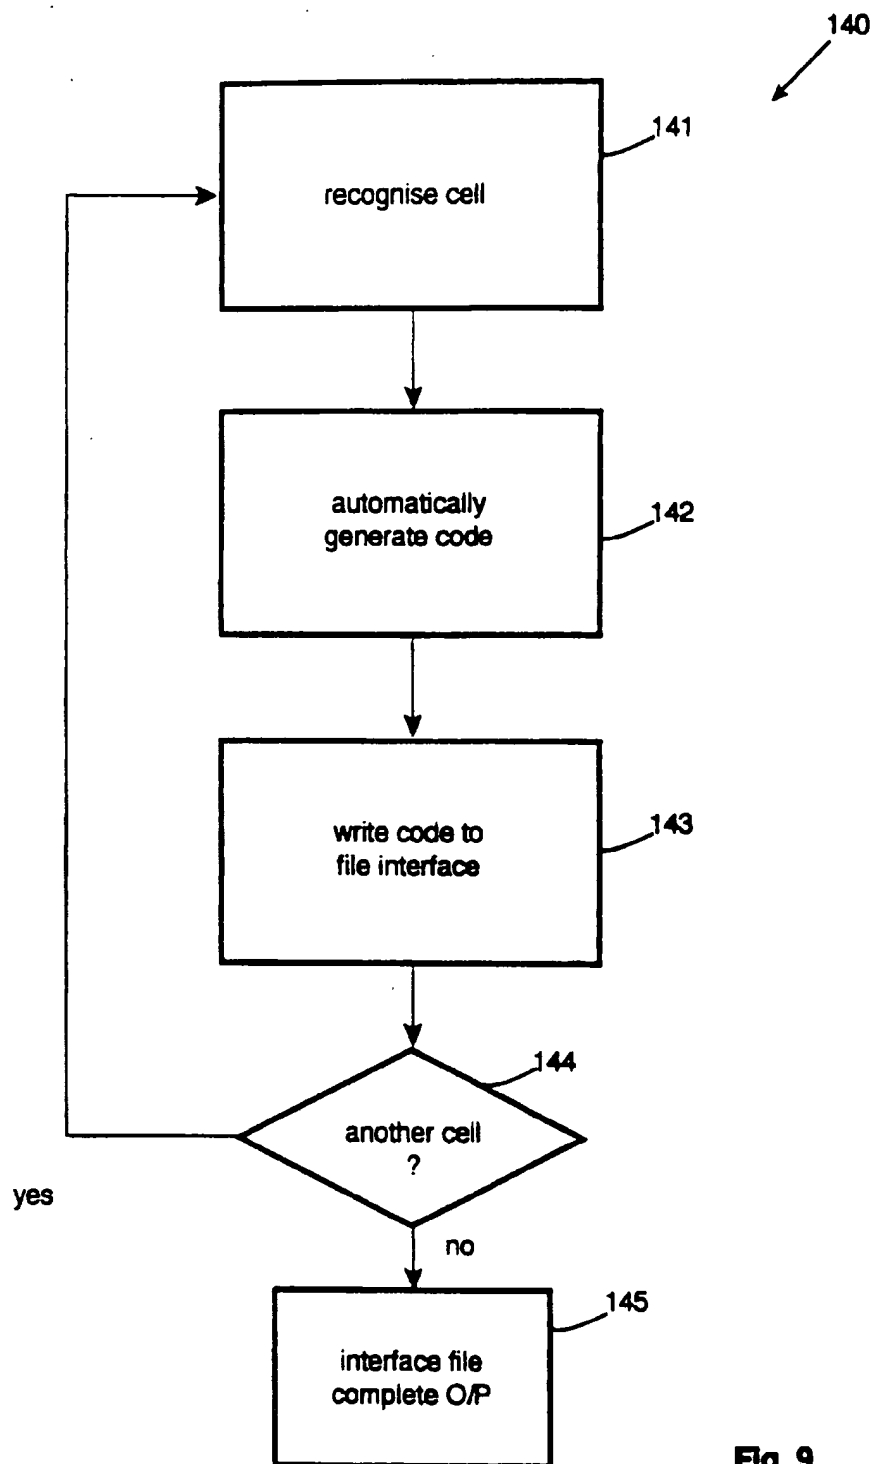 140
141
recognise cell
automatically
generate code
142
write code to
file interface
143
144
another cell
?
yes
no
145
interface file
complete O/P
Fig. 9